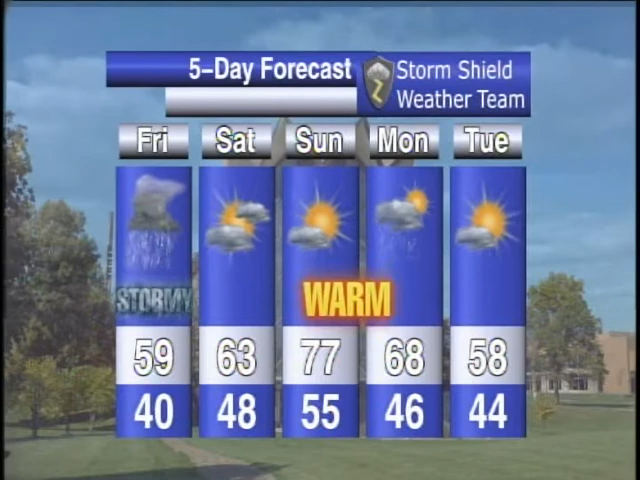 5-Day Forecast
Storm Shield
Weather Team
Fri Sat Sun Mon Tue
STORMY WARM
59 63 77 68 58
40 48 55 46 44